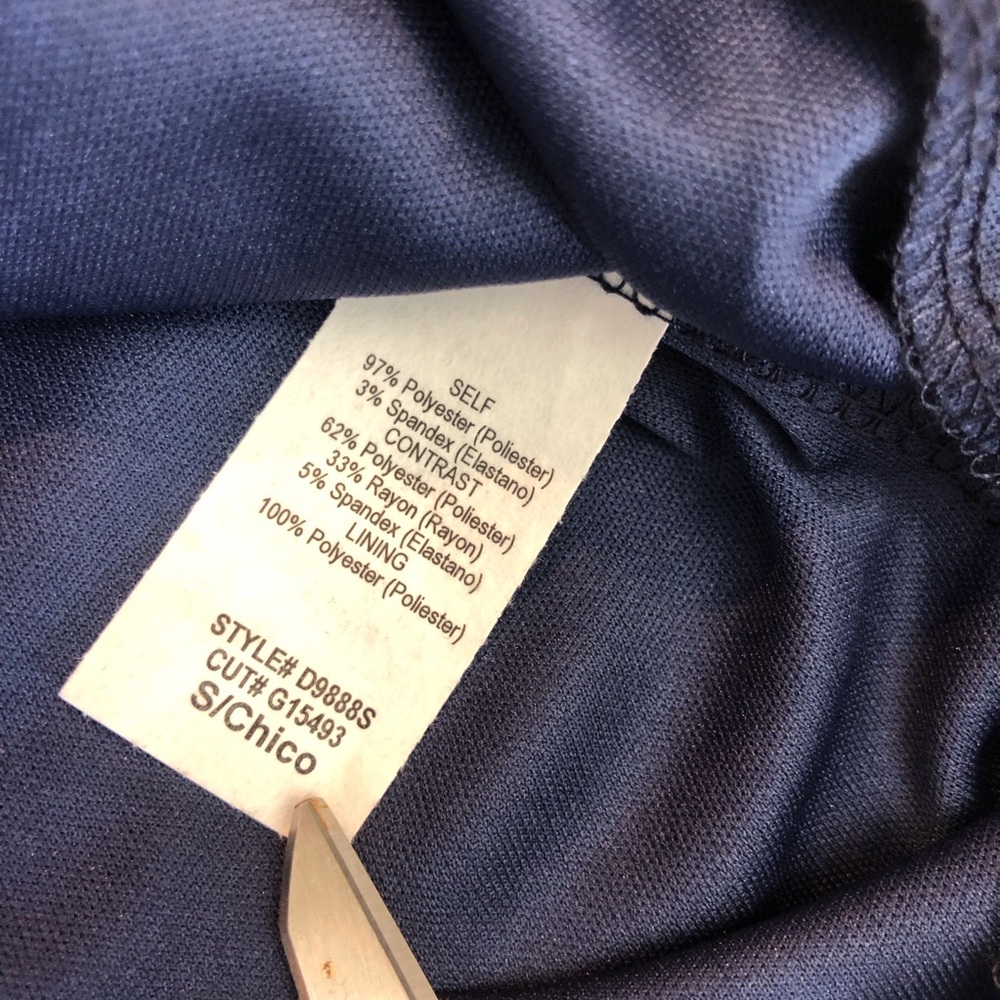 SELF
97% Polyester (Poliester)
3% Spandex (Elastano)
CONTRAST
62% Polyester (Poliester)
33% Rayon (Rayon)
5% Spandex (Elastano)
LINING
100% Polyester (Poliester)
STYLE# D9888S
CUT# G15493
S/Chico